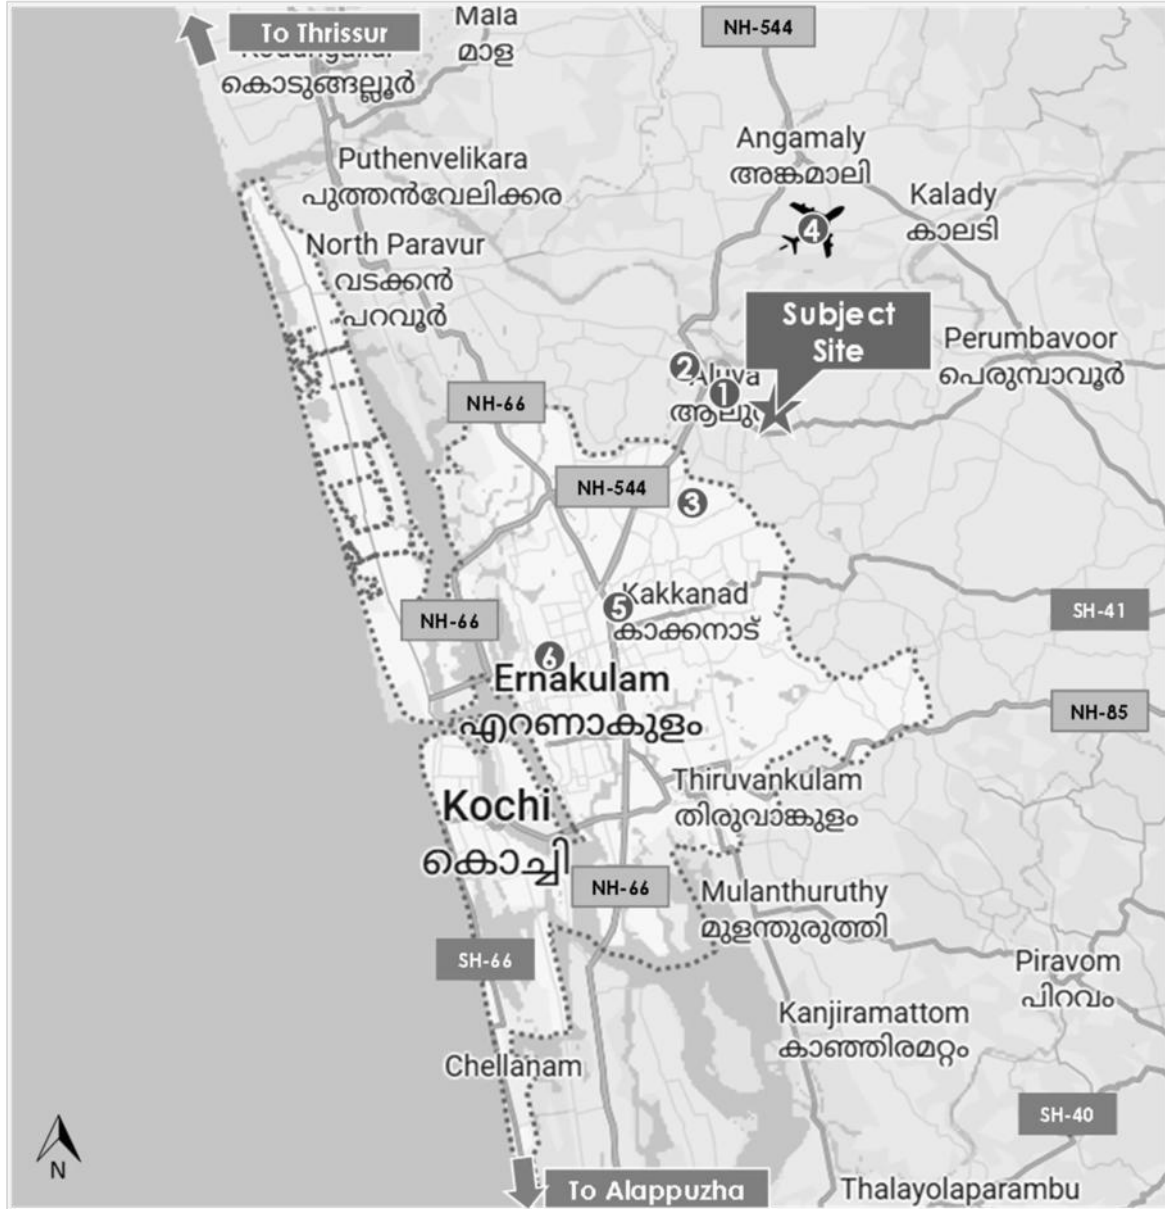 To Thrissur
Mala
മാള
NH-544
കൊടുങ്ങല്ലൂർ
Angamaly
അങ്കമാലി
Puthenvelikara
പുത്തൻവേലിക്കര
Kalady
കാലടി
4
North Paravur
വടക്കൻ
പറവൂർ
Subject
Site
Perumbavoor
പെരുമ്പാവൂർ
2
Aluva
1
NH-66
NH-544
3
Kakkanad
കാക്കനാട്
5
SH-41
NH-66
6
Ernakulam
എറണാകുളം
NH-85
Thiruvankulam
തിരുവാങ്കുളം
Kochi
കൊച്ചി
NH-66
Mulanthuruthy
മുളന്തുരുത്തി
SH-66
Piravom
പിറവം
Kanjiramattom
കാഞ്ഞിരമറ്റം
Chellanam
SH-40
N
To Alappuzha
Thalayolaparambu